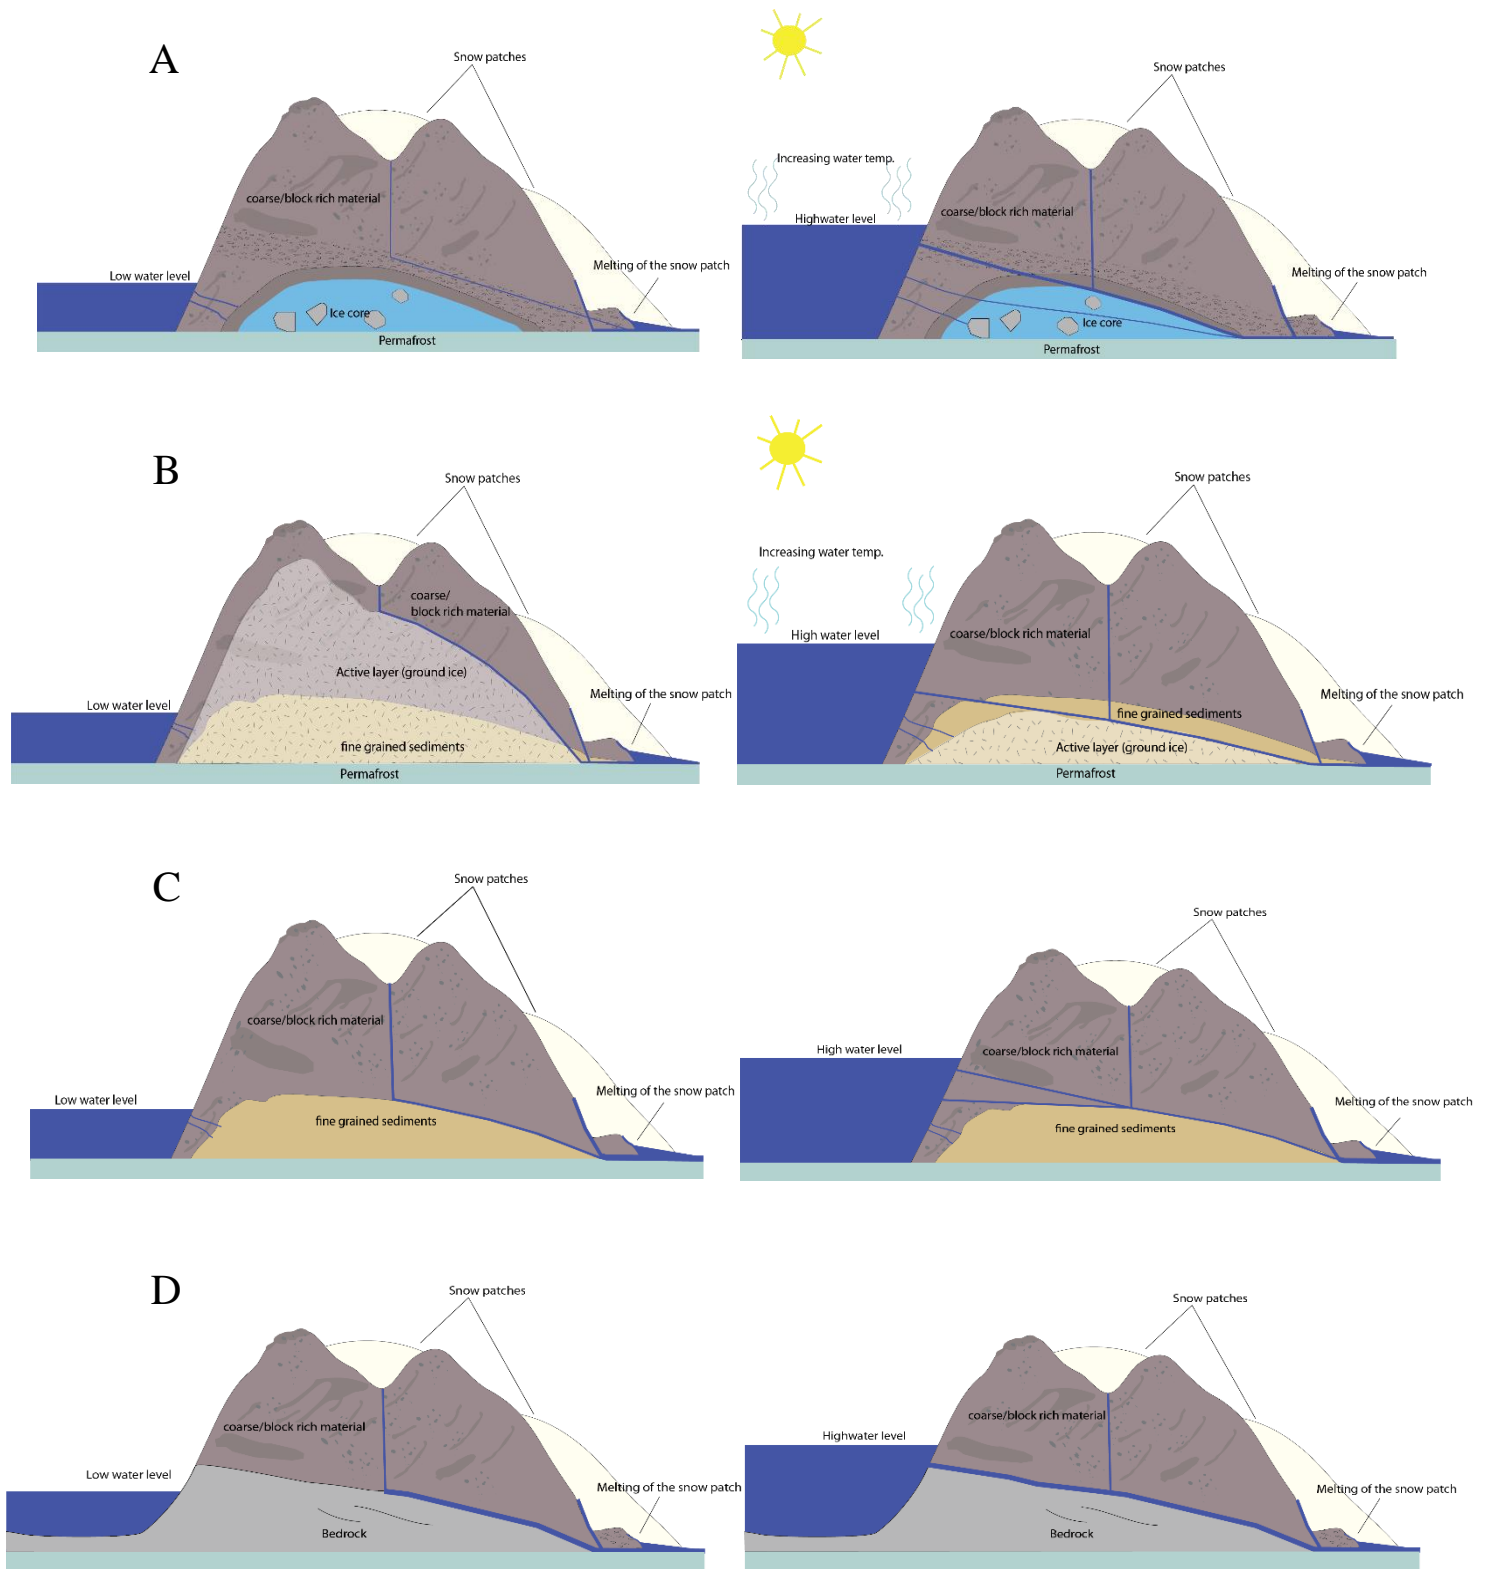 A
Snow patches
coarse/block rich material
Low water level
Melting of the snow patch
Ice core
Permafrost
Snow patches
Increasing water temp.
Highwater level
coarse/block rich material
Melting of the snow patch
Ice core
Permafrost
B
Snow patches
coarse/
block rich material
Active layer (ground ice)
Low water level
Melting of the snow patch
fine grained sediments
Permafrost
Snow patches
Increasing water temp.
High water level
coarse/block rich material
Melting of the snow patch
fine grained sediments
Active layer (ground ice)
Permafrost
C
Snow patches
coarse/block rich material
Low water level
Melting of the snow patch
fine grained sediments
Snow patches
High water level
coarse/block rich material
Melting of the snow patch
fine grained sediments
D
Snow patches
coarse/block rich material
Low water level
Melting of the snow patch
Bedrock
Snow patches
coarse/block rich material
Highwater level
Melting of the snow patch
Bedrock